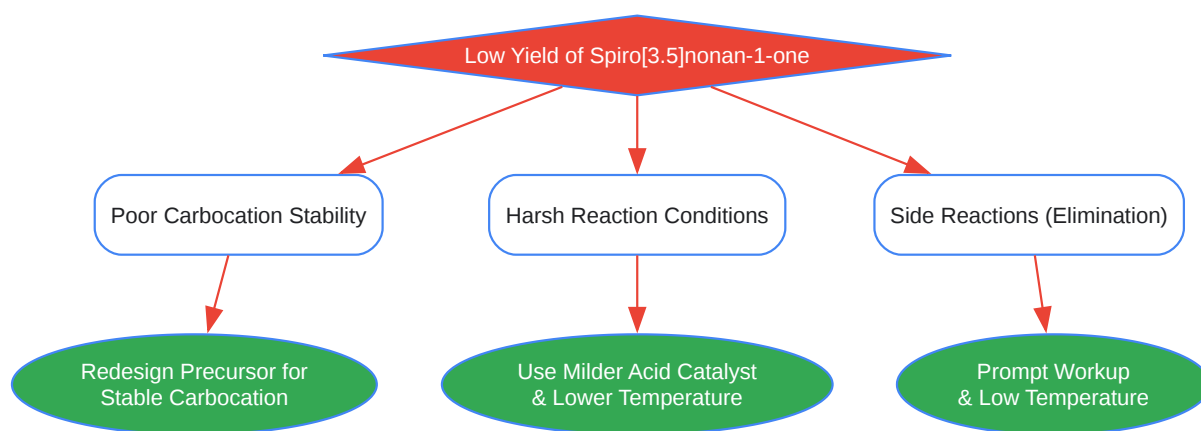 Low Yield of Spiro[3.5]nonan-1-one
Poor Carbocation Stability
Harsh Reaction Conditions
Side Reactions (Elimination)
Redesign Precursor for
Stable Carbocation
Use Milder Acid Catalyst
& Lower Temperature
Prompt Workup
& Low Temperature